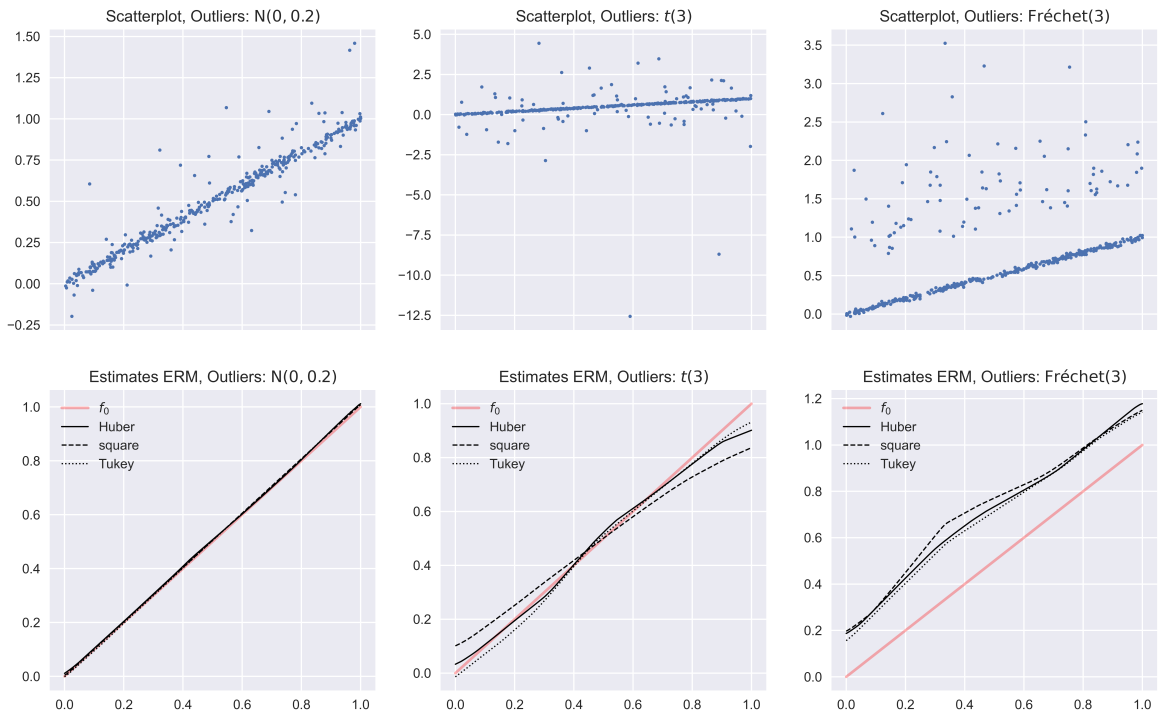 Scatterplot, Outliers: N(0, 0.2)
1.50
1.25
1.00
0.75
0.50
0.25
0.00
−0.25
Scatterplot, Outliers: t(3)
5.0
2.5
0.0
−2.5
−5.0
−7.5
−10.0
−12.5
Scatterplot, Outliers: Fréchet(3)
3.5
3.0
2.5
2.0
1.5
1.0
0.5
0.0
Estimates ERM, Outliers: N(0, 0.2)
f₀
Huber
square
Tukey
1.0
0.8
0.6
0.4
0.2
0.0
0.0 0.2 0.4 0.6 0.8 1.0
Estimates ERM, Outliers: t(3)
f₀
Huber
square
Tukey
1.0
0.8
0.6
0.4
0.2
0.0
0.0 0.2 0.4 0.6 0.8 1.0
Estimates ERM, Outliers: Fréchet(3)
f₀
Huber
square
Tukey
1.2
1.0
0.8
0.6
0.4
0.2
0.0
0.0 0.2 0.4 0.6 0.8 1.0